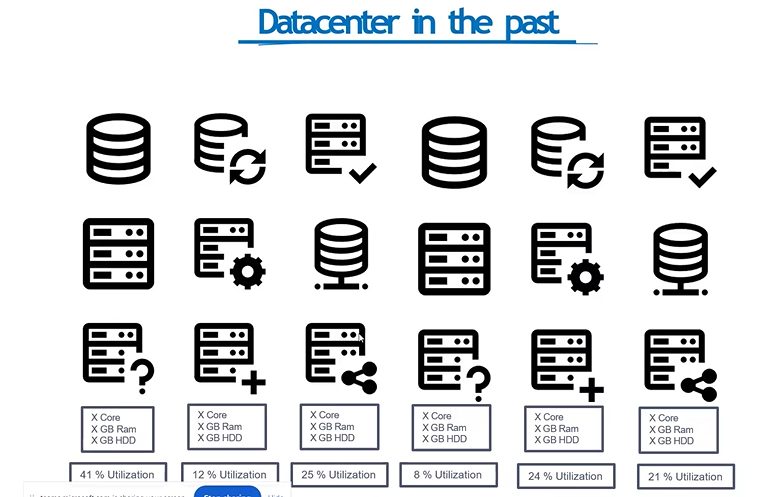 Datacenter in the past
X Core
X GB Ram
X GB HDD
X Core
X GB Ram
X GB HDD
X Core
X GB Ram
X GB HDD
X Core
X GB Ram
X GB HDD
X Core
X GB Ram
X GB HDD
X Core
X GB Ram
X GB HDD
41 % Utilization
12 % Utilization
25 % Utilization
8 % Utilization
24 % Utilization
21 % Utilization
Stop sharing
Hide